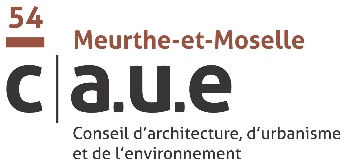 54
Meurthe-et-Moselle
c|a.u.e
Conseil d'architecture, d'urbanisme
et de l'environnement